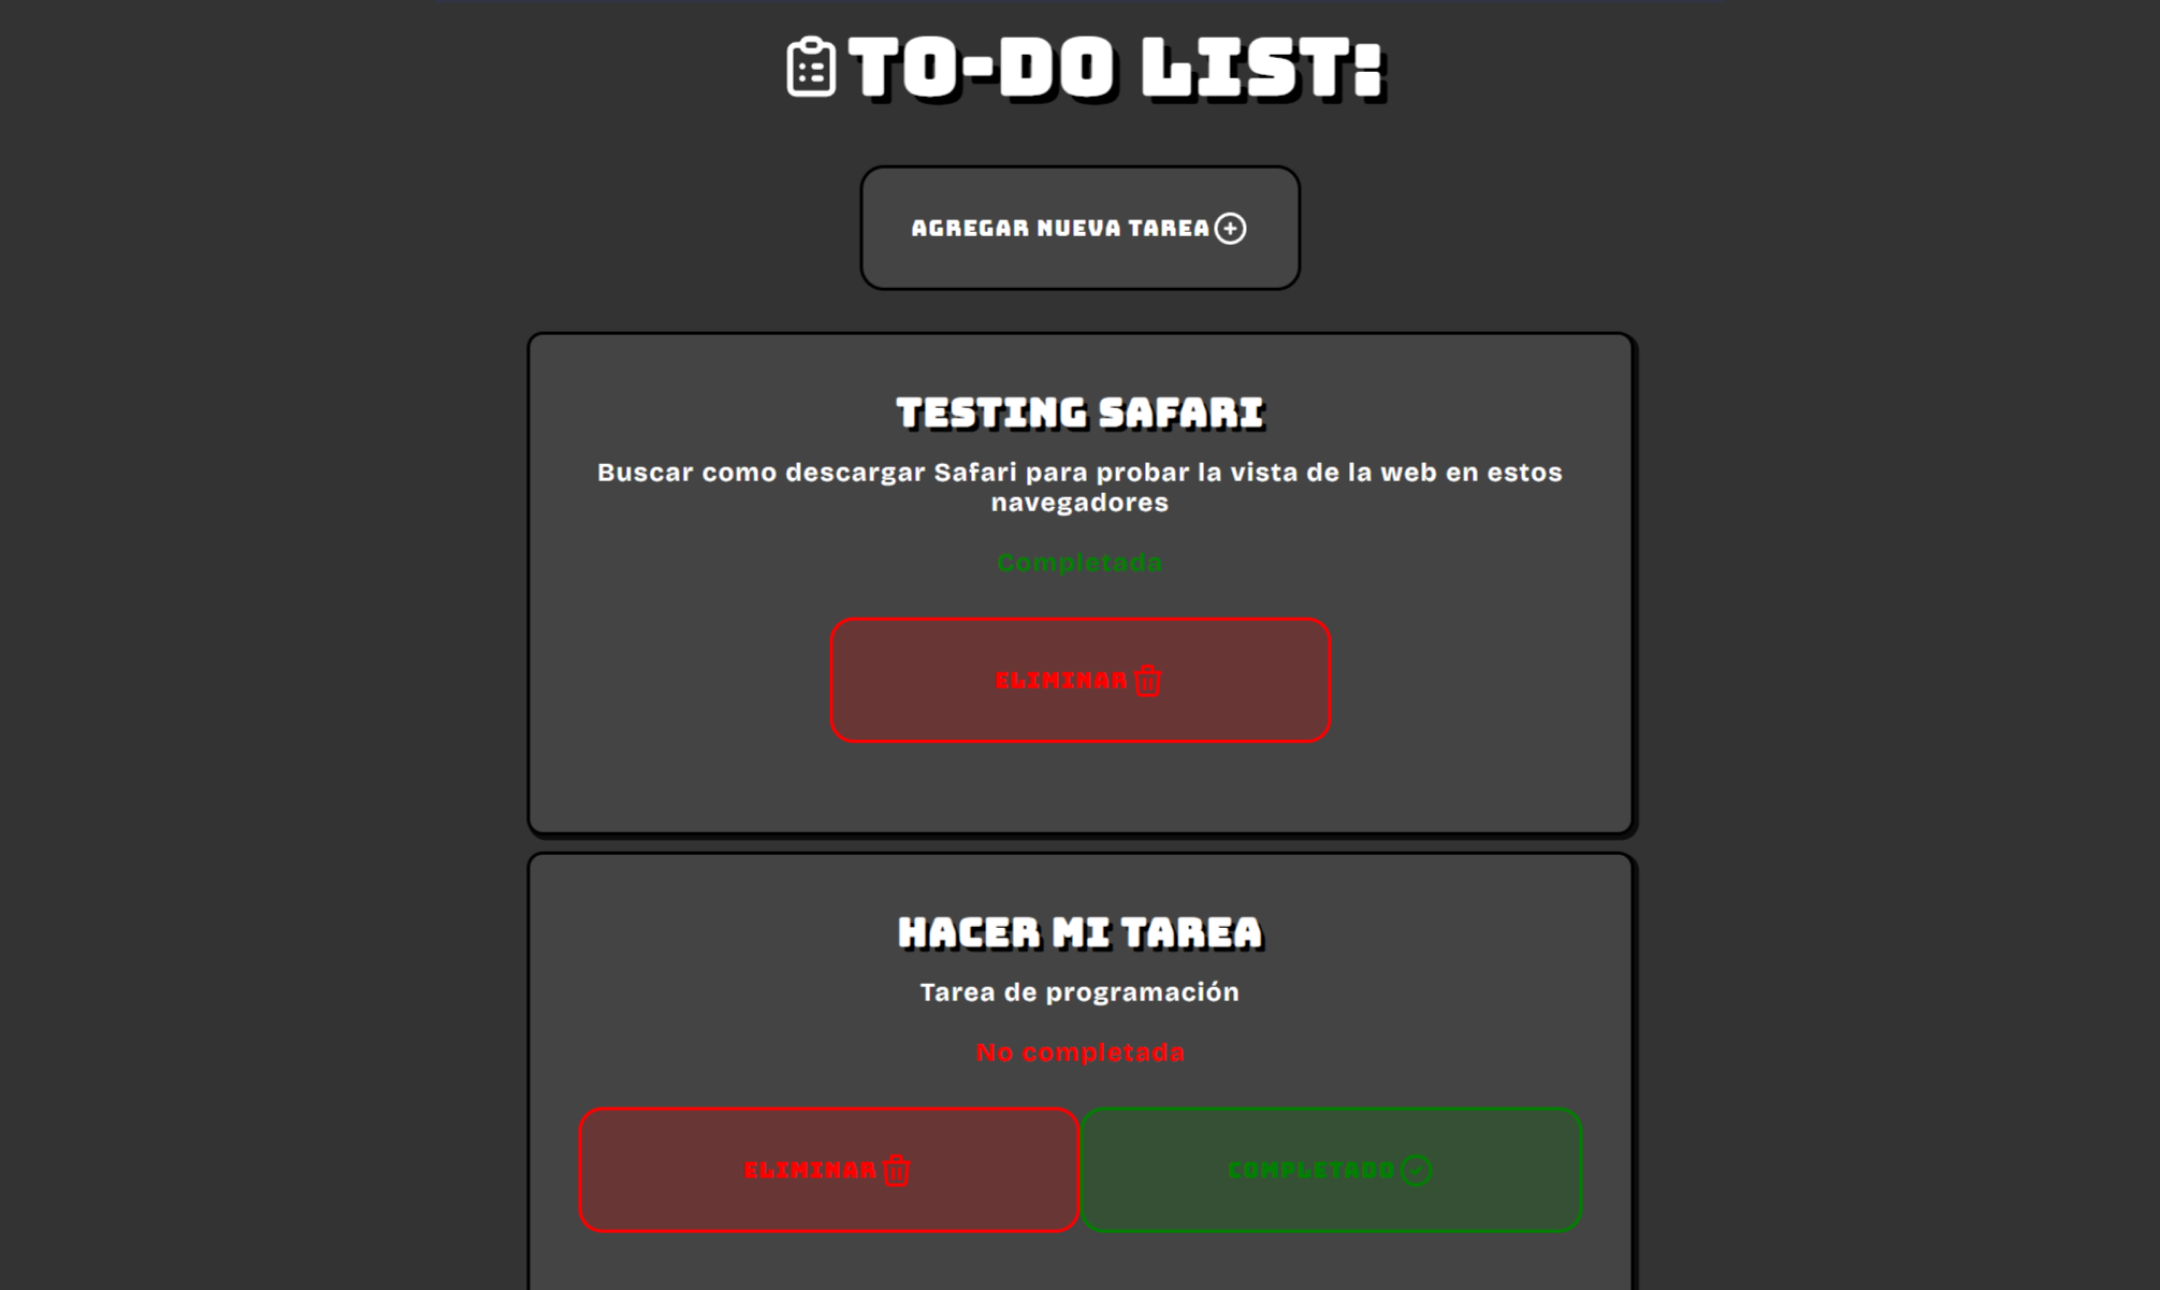 TO-DO LIST:
AGREGAR NUEVA TAREA
TESTING SAFARI
Buscar como descargar Safari para probar la vista de la web en estos
navegadores
Completada
ELIMINAR
HACER MI TAREA
Tarea de programación
No completada
ELIMINAR
COMPLETADO